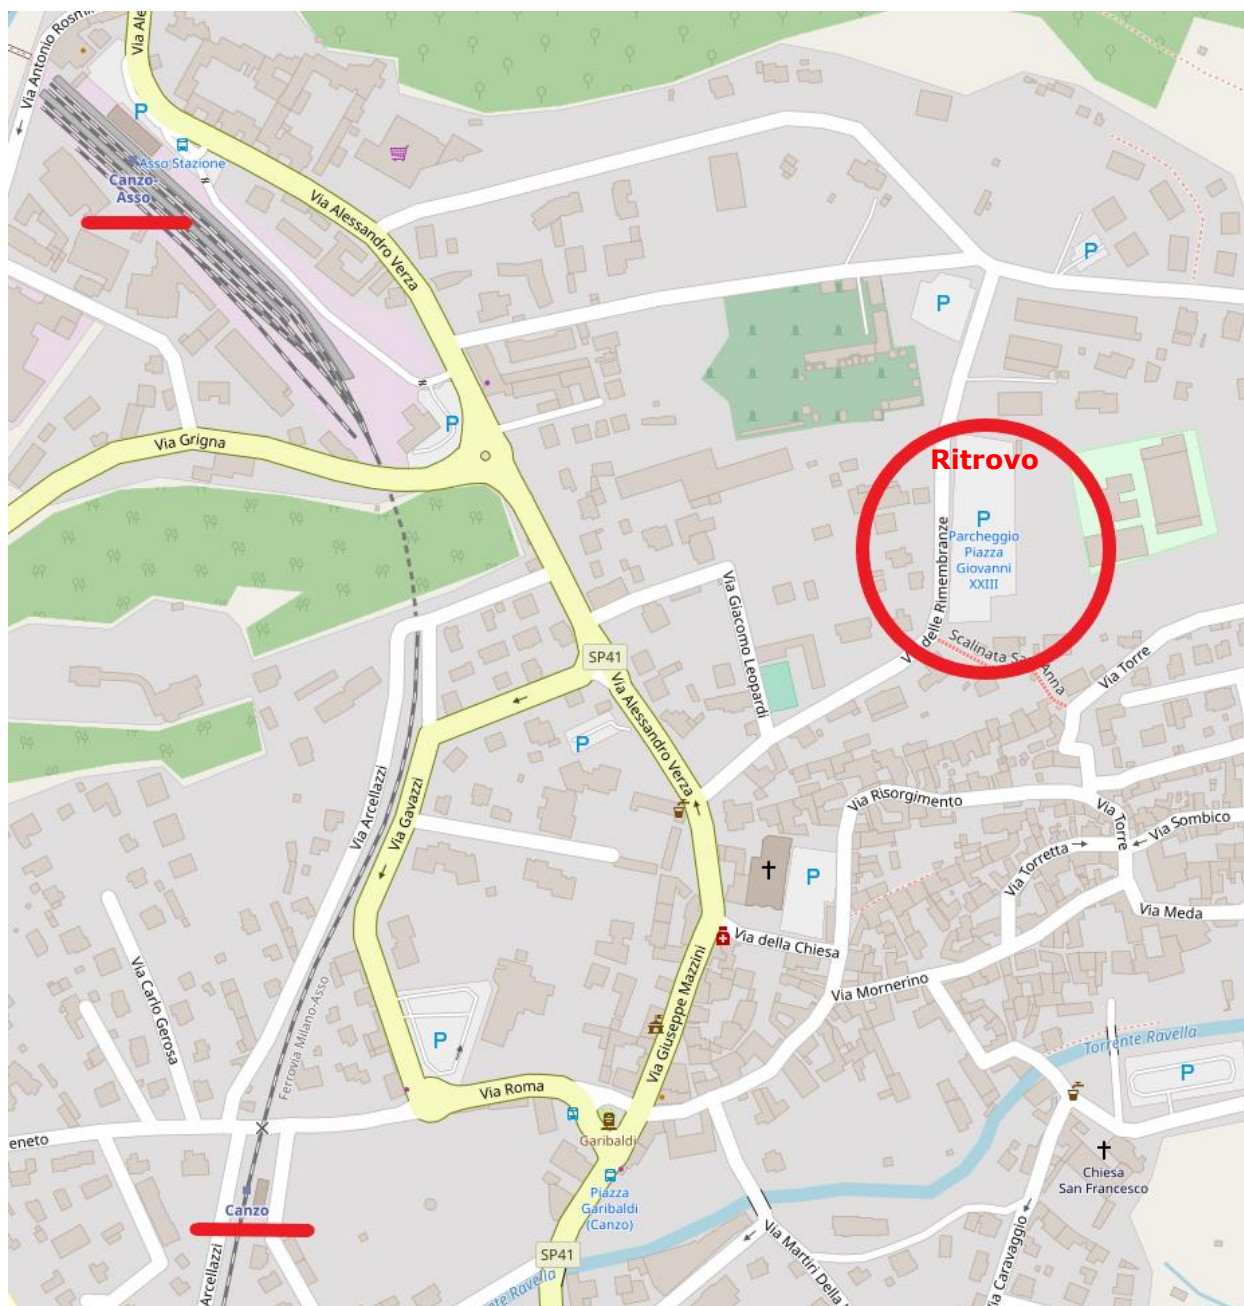 Via Antonio Rosmi
Via Ale
P
Asso Stazione
Canzo-
Asso
Via Alessandro Verza
P
P
Via Grigna
P
Ritrovo
P
Parcheggio
Piazza
Giovanni
XXIII
Via delle Rimembranze
Scalinata Sant'Anna
Via Torre
Via Giacomo Leopardi
SP41
Via Alessandro Verza
P
Via Arcellazzi
Via Gavazzi
Via Risorgimento
Via Torre
Via Sombico
Via Torretta
P
Via Meda
Via della Chiesa
Via Mornerino
Via Carlo Gerosa
Ferrovia Milano-Asso
Via Giuseppe Mazzini
P
Torrente Ravella
P
Via Roma
Garibaldi
eneto
Chiesa
San Francesco
Canzo
Piazza
Garibaldi
(Canzo)
SP41
Arcellazzi
Torrente Ravella
Via Martiri Della
Via Caravaggio